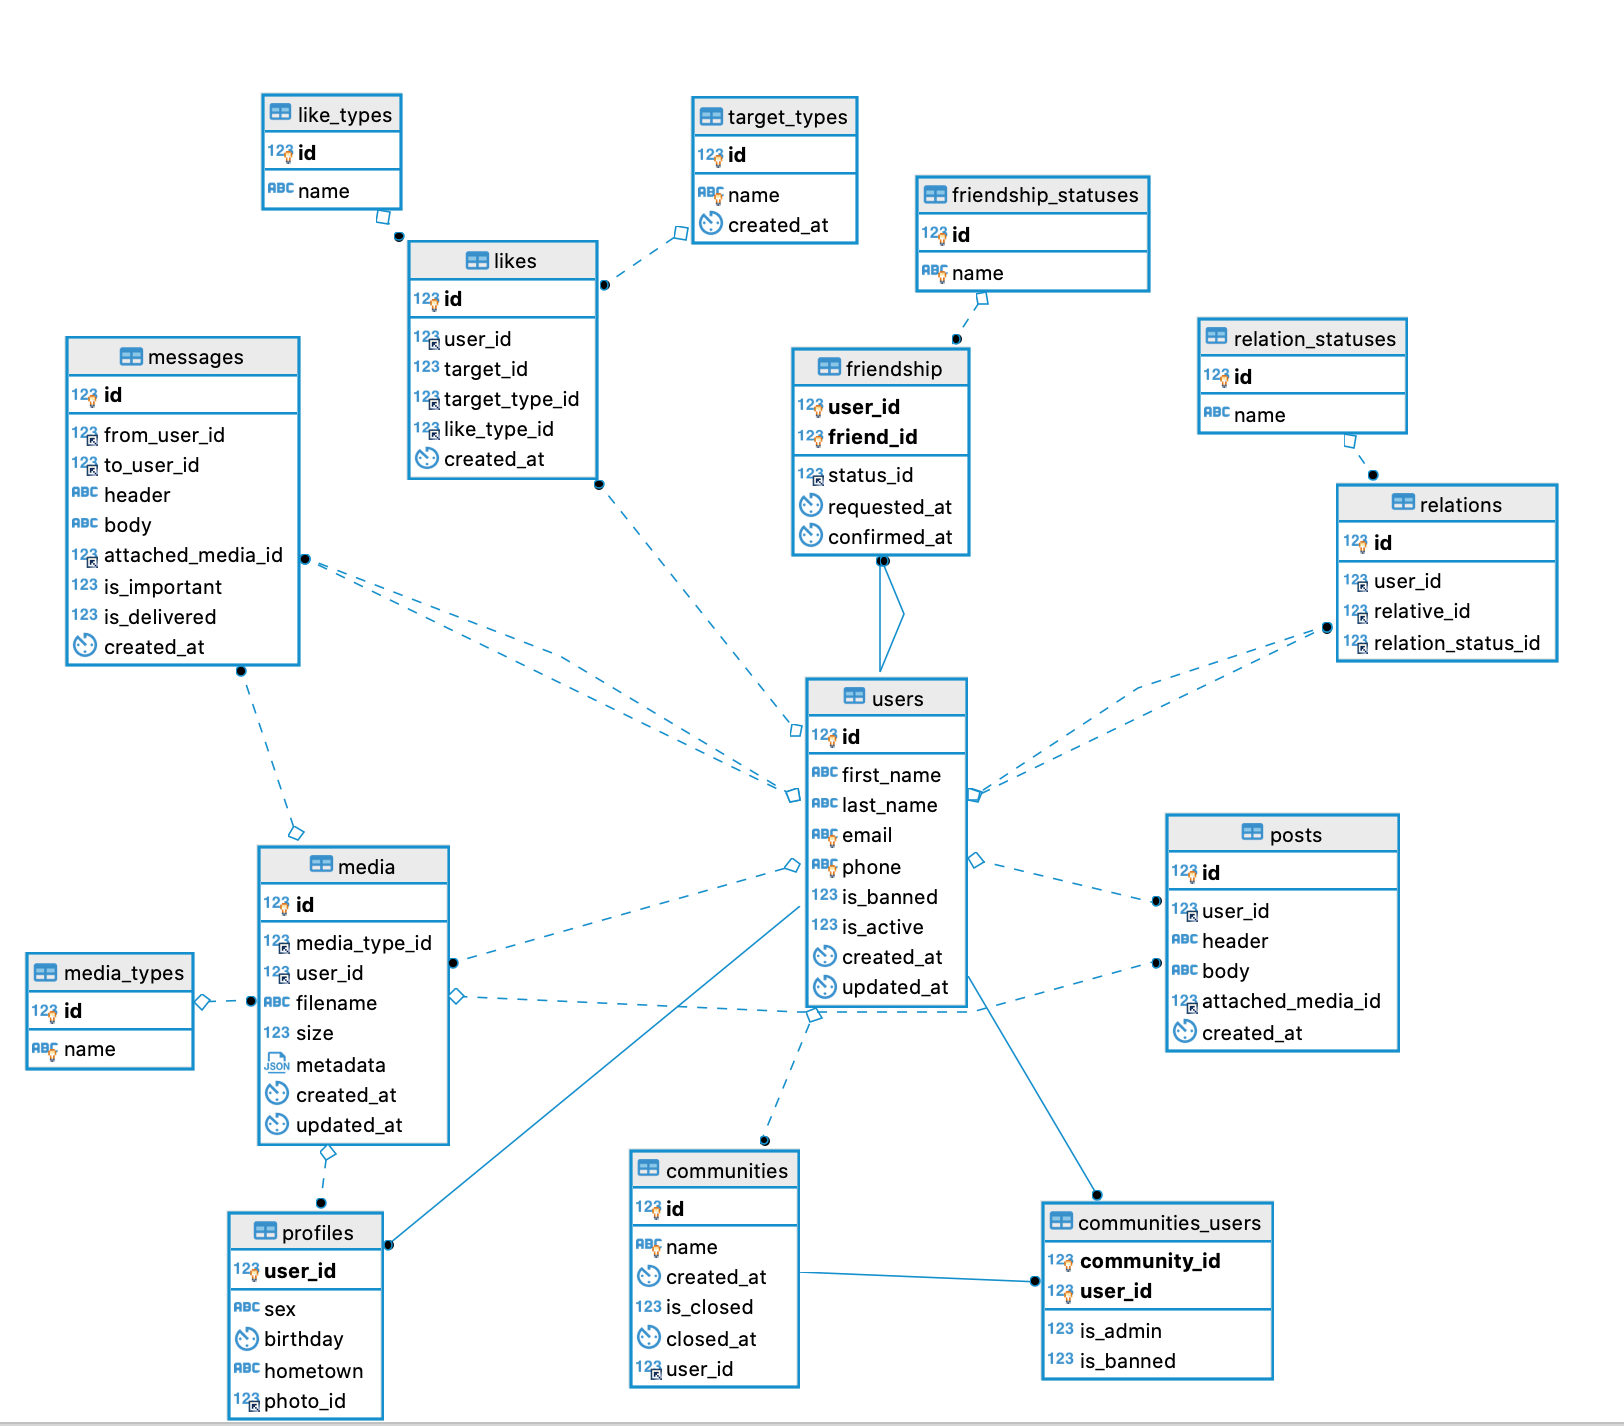 like_types
123 id
ABC name
target_types
123 id
ABC name
created_at
friendship_statuses
123 id
ABC name
likes
123 id
123 user_id
123 target_id
123 target_type_id
123 like_type_id
created_at
relation_statuses
123 id
ABC name
messages
123 id
123 from_user_id
123 to_user_id
ABC header
ABC body
123 attached_media_id
123 is_important
123 is_delivered
created_at
friendship
123 user_id
123 friend_id
123 status_id
requested_at
confirmed_at
relations
123 id
123 user_id
123 relative_id
123 relation_status_id
users
123 id
ABC first_name
ABC last_name
ABC email
ABC phone
123 is_banned
123 is_active
created_at
updated_at
posts
123 id
123 user_id
ABC header
ABC body
123 attached_media_id
created_at
media
123 id
123 media_type_id
123 user_id
ABC filename
123 size
JSON metadata
created_at
updated_at
media_types
123 id
ABC name
profiles
123 user_id
ABC sex
birthday
ABC hometown
123 photo_id
communities
123 id
ABC name
created_at
123 is_closed
closed_at
123 user_id
communities_users
123 community_id
123 user_id
123 is_admin
123 is_banned